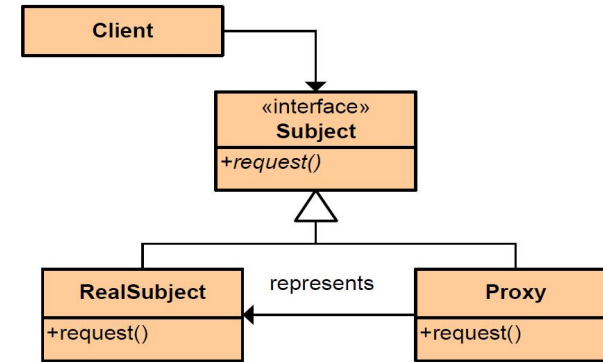 Client
«interface»
Subject
+request()
RealSubject
+request()
represents
Proxy
+request()